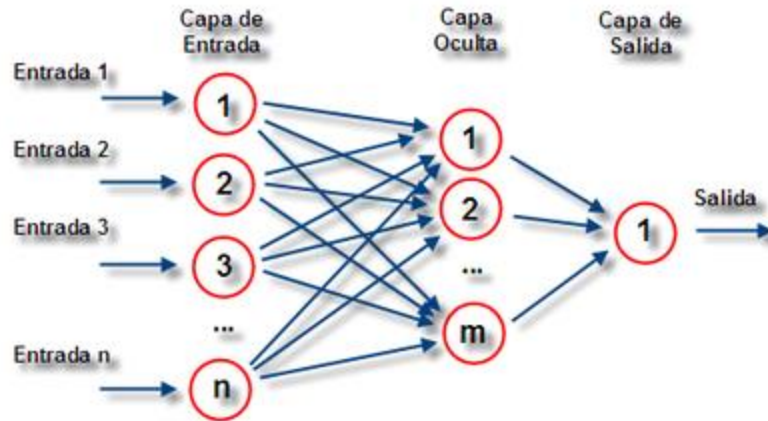 Capa de
Entrada
Capa
Oculta
Capa de
Salida
Entrada 1
1
Entrada 2
2
Entrada 3
3
...
Entrada n
n
1
2
...
m
1
Salida